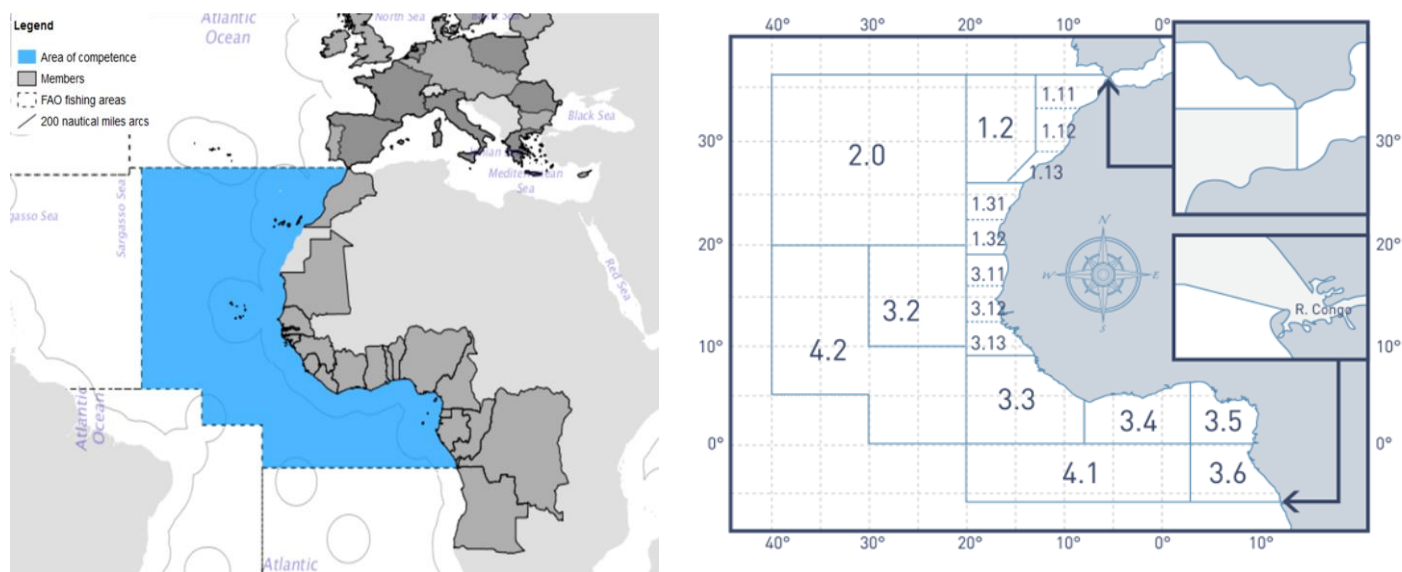 Legend
Area of competence
Members
FAO fishing areas
200 nautical miles arcs
Atlantic
Ocean
North Sea
Black Sea
Mediterranean
Sea
Red Sea
Sargasso Sea
Atlantic
Ocean
Atlantic
40° 30° 20° 10° 0°
30° 30°
20° 20°
10° 10°
0° 0°
40° 30° 20° 10° 0° 10°
1.11
1.12
1.13
1.2
2.0
1.31
1.32
3.11
3.12
3.13
3.2
4.2
3.3
3.4
3.5
4.1
3.6
N
W
E
S
R. Congo